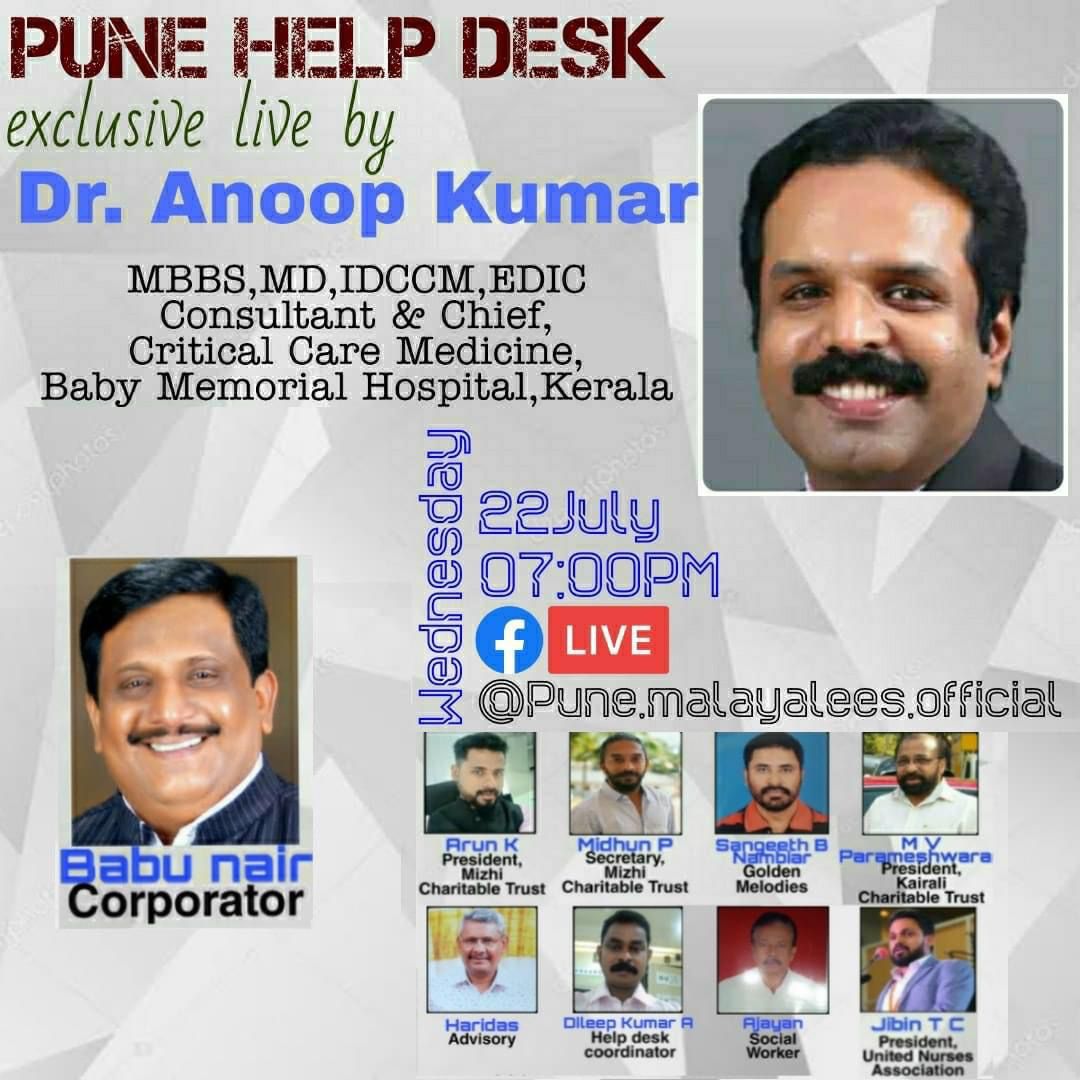 PUNE HELP DESK
exclusive live by
Dr. Anoop Kumar
MBBS,MD,IDCCM,EDIC
Consultant & Chief,
Critical Care Medicine,
Baby Memorial Hospital,Kerala
Wednesday
22July
07:00PM
LIVE
@Pune.malayalees.official
Babu nair
Corporator
Arun K
President,
Mizhi
Charitable Trust
Midhun P
Secretary,
Mizhi
Charitable Trust
Sangeeth B
Nambiar
Golden
Melodies
M V
Parameshwara
President,
Kairali
Charitable Trust
Haridas
Advisory
Dileep Kumar A
Help desk
coordinator
Ajayan
Social
Worker
Jibin T C
President,
United Nurses
Association